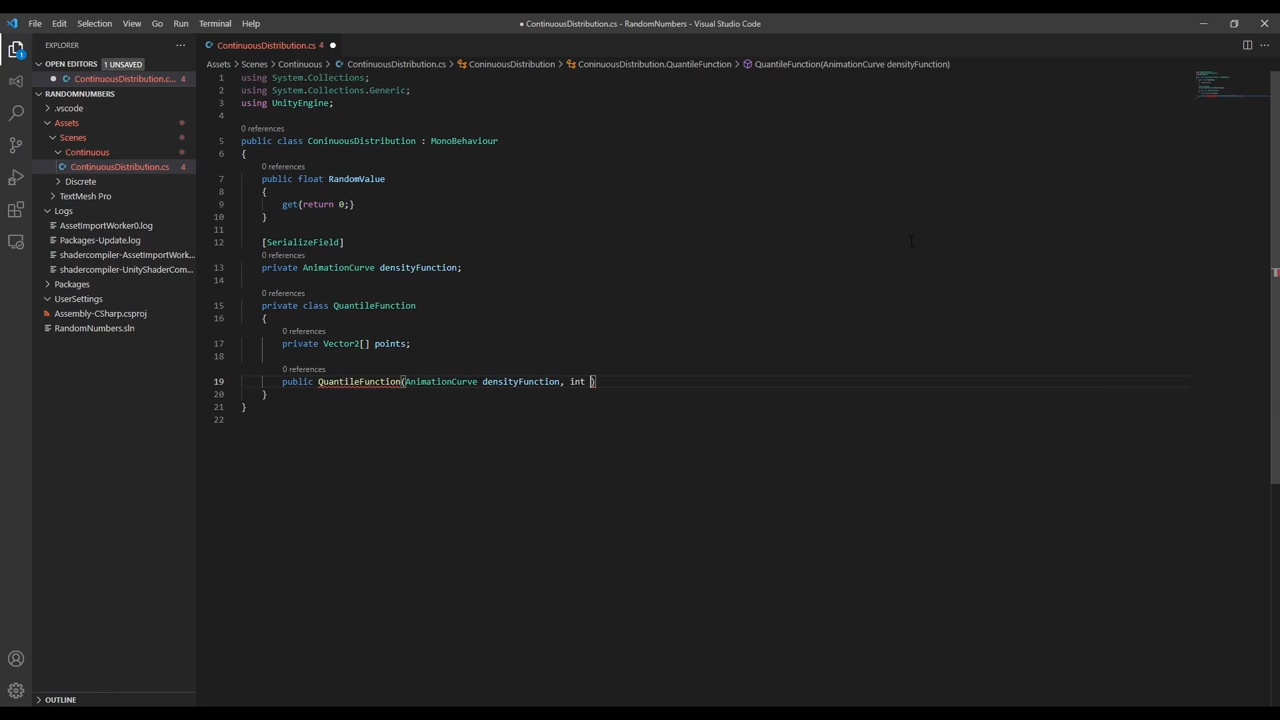 File Edit Selection View Go Run Terminal Help
● ContinuousDistribution.cs - RandomNumbers - Visual Studio Code
EXPLORER
OPEN EDITORS 1 UNSAVED
ContinuousDistribution.c... 4
RANDOMNUMBERS
.vscode
Assets
Scenes
Continuous
ContinuousDistribution.cs 4
Discrete
TextMesh Pro
Logs
AssetImportWorker0.log
Packages-Update.log
shadercompiler-AssetImportWork...
shadercompiler-UnityShaderCom...
Packages
UserSettings
Assembly-CSharp.csproj
RandomNumbers.sln
OUTLINE
1
ContinuousDistribution.cs 4 ●
Assets > Scenes > Continuous > ContinuousDistribution.cs > ConinuousDistribution > ConinuousDistribution.QuantileFunction > QuantileFunction(AnimationCurve densityFunction)
1 using System.Collections;
2 using System.Collections.Generic;
3 using UnityEngine;
4
0 references
5 public class ConinuousDistribution : MonoBehaviour
6 {
0 references
7 public float RandomValue
8 {
9 get{return 0;}
10 }
11
12 [SerializeField]
0 references
13 private AnimationCurve densityFunction;
14
0 references
15 private class QuantileFunction
16 {
0 references
17 private Vector2[] points;
18
0 references
19 public QuantileFunction(AnimationCurve densityFunction, int )
20 }
21 }
22